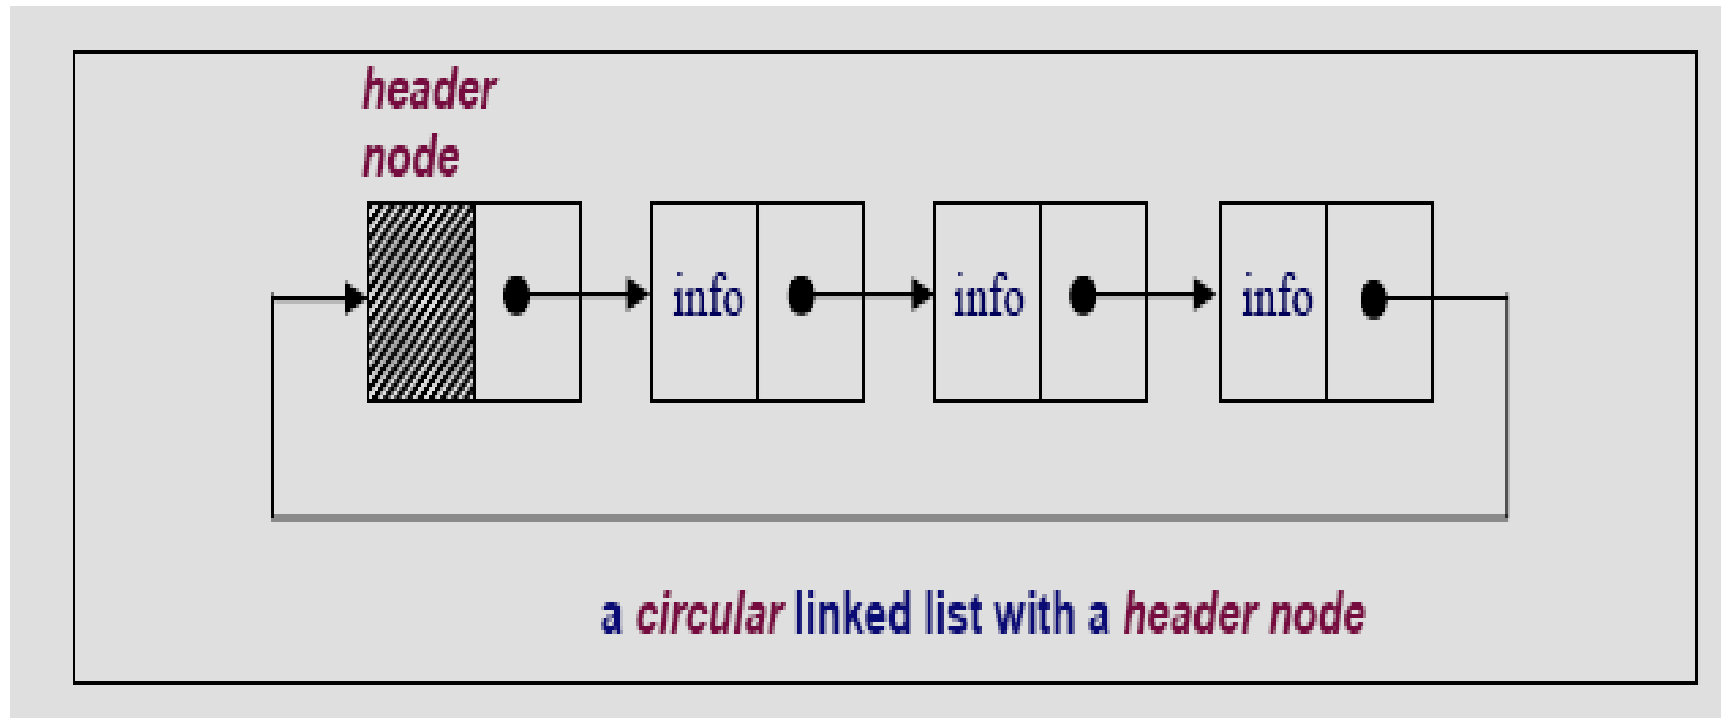 header
node
info info info
a circular linked list with a header node